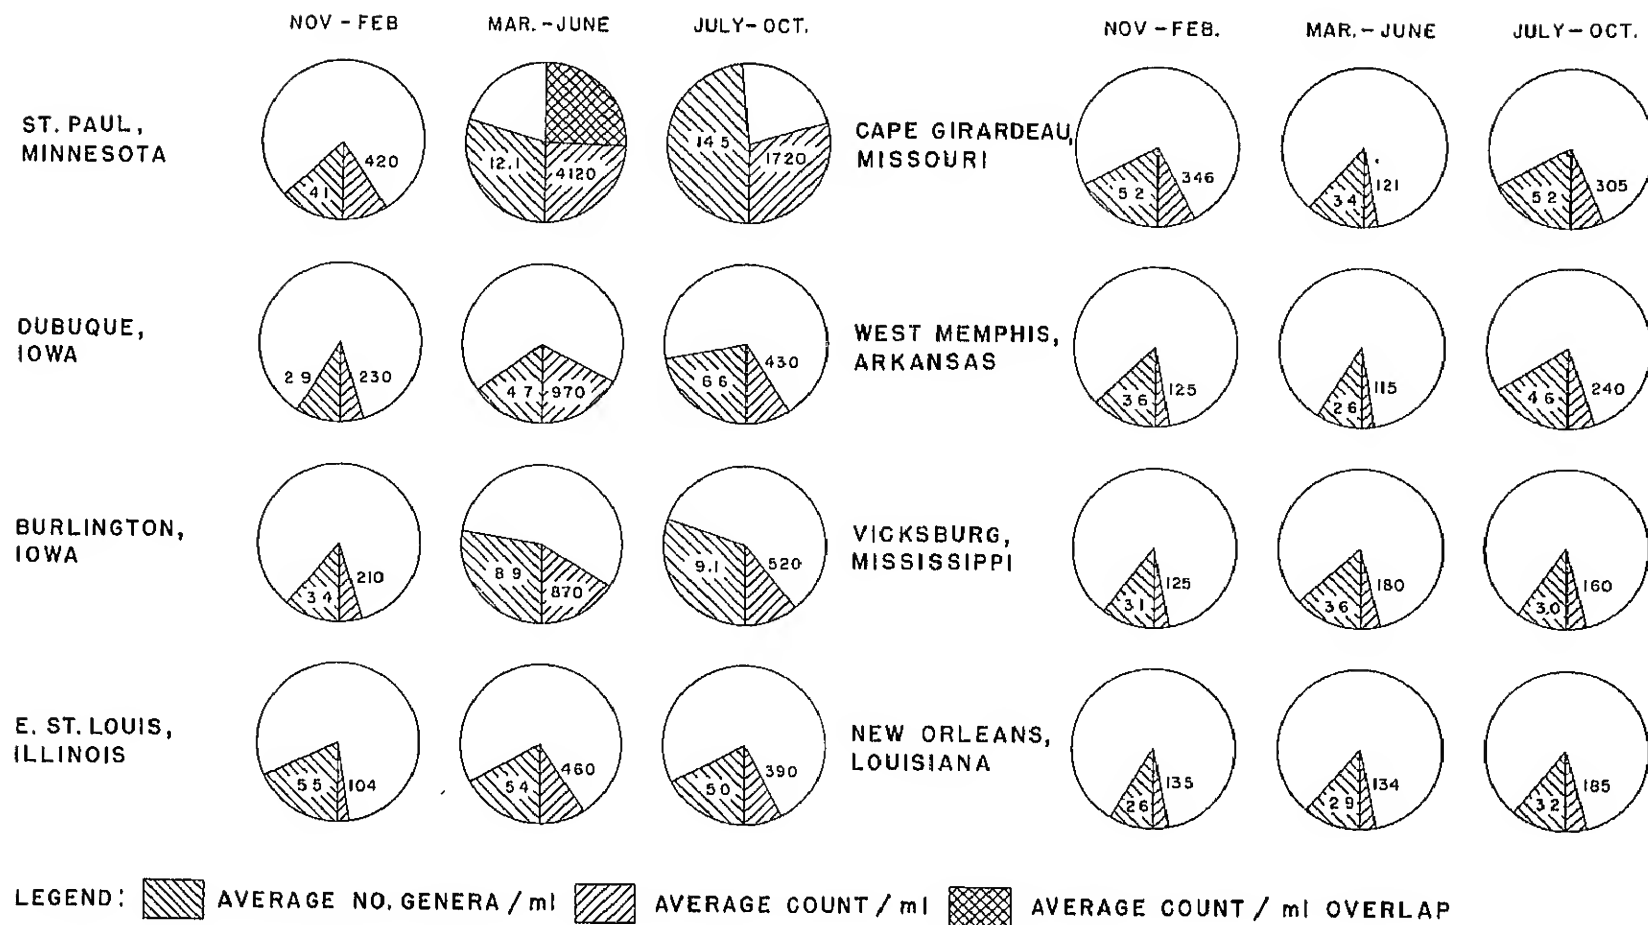 NOV - FEB MAR. - JUNE JULY - OCT. NOV - FEB. MAR. - JUNE JULY - OCT.
ST. PAUL,
MINNESOTA
41 420
12.1 4120
14 5 1720
CAPE GIRARDEAU,
MISSOURI
5 2 346
3 4 121
5 2 305
DUBUQUE,
IOWA
2 9 230
4 7 970
6 6 430
WEST MEMPHIS,
ARKANSAS
3 6 125
2 6 115
4 6 240
BURLINGTON,
IOWA
3 4 210
8 9 870
9.1 520
VICKSBURG,
MISSISSIPPI
3 1 125
3 6 180
3.0 160
E. ST. LOUIS,
ILLINOIS
5 5 104
5 4 460
5 0 390
NEW ORLEANS,
LOUISIANA
2 6 135
2 9 134
3 2 185
LEGEND: AVERAGE NO. GENERA / ml AVERAGE COUNT / ml AVERAGE COUNT / ml OVERLAP